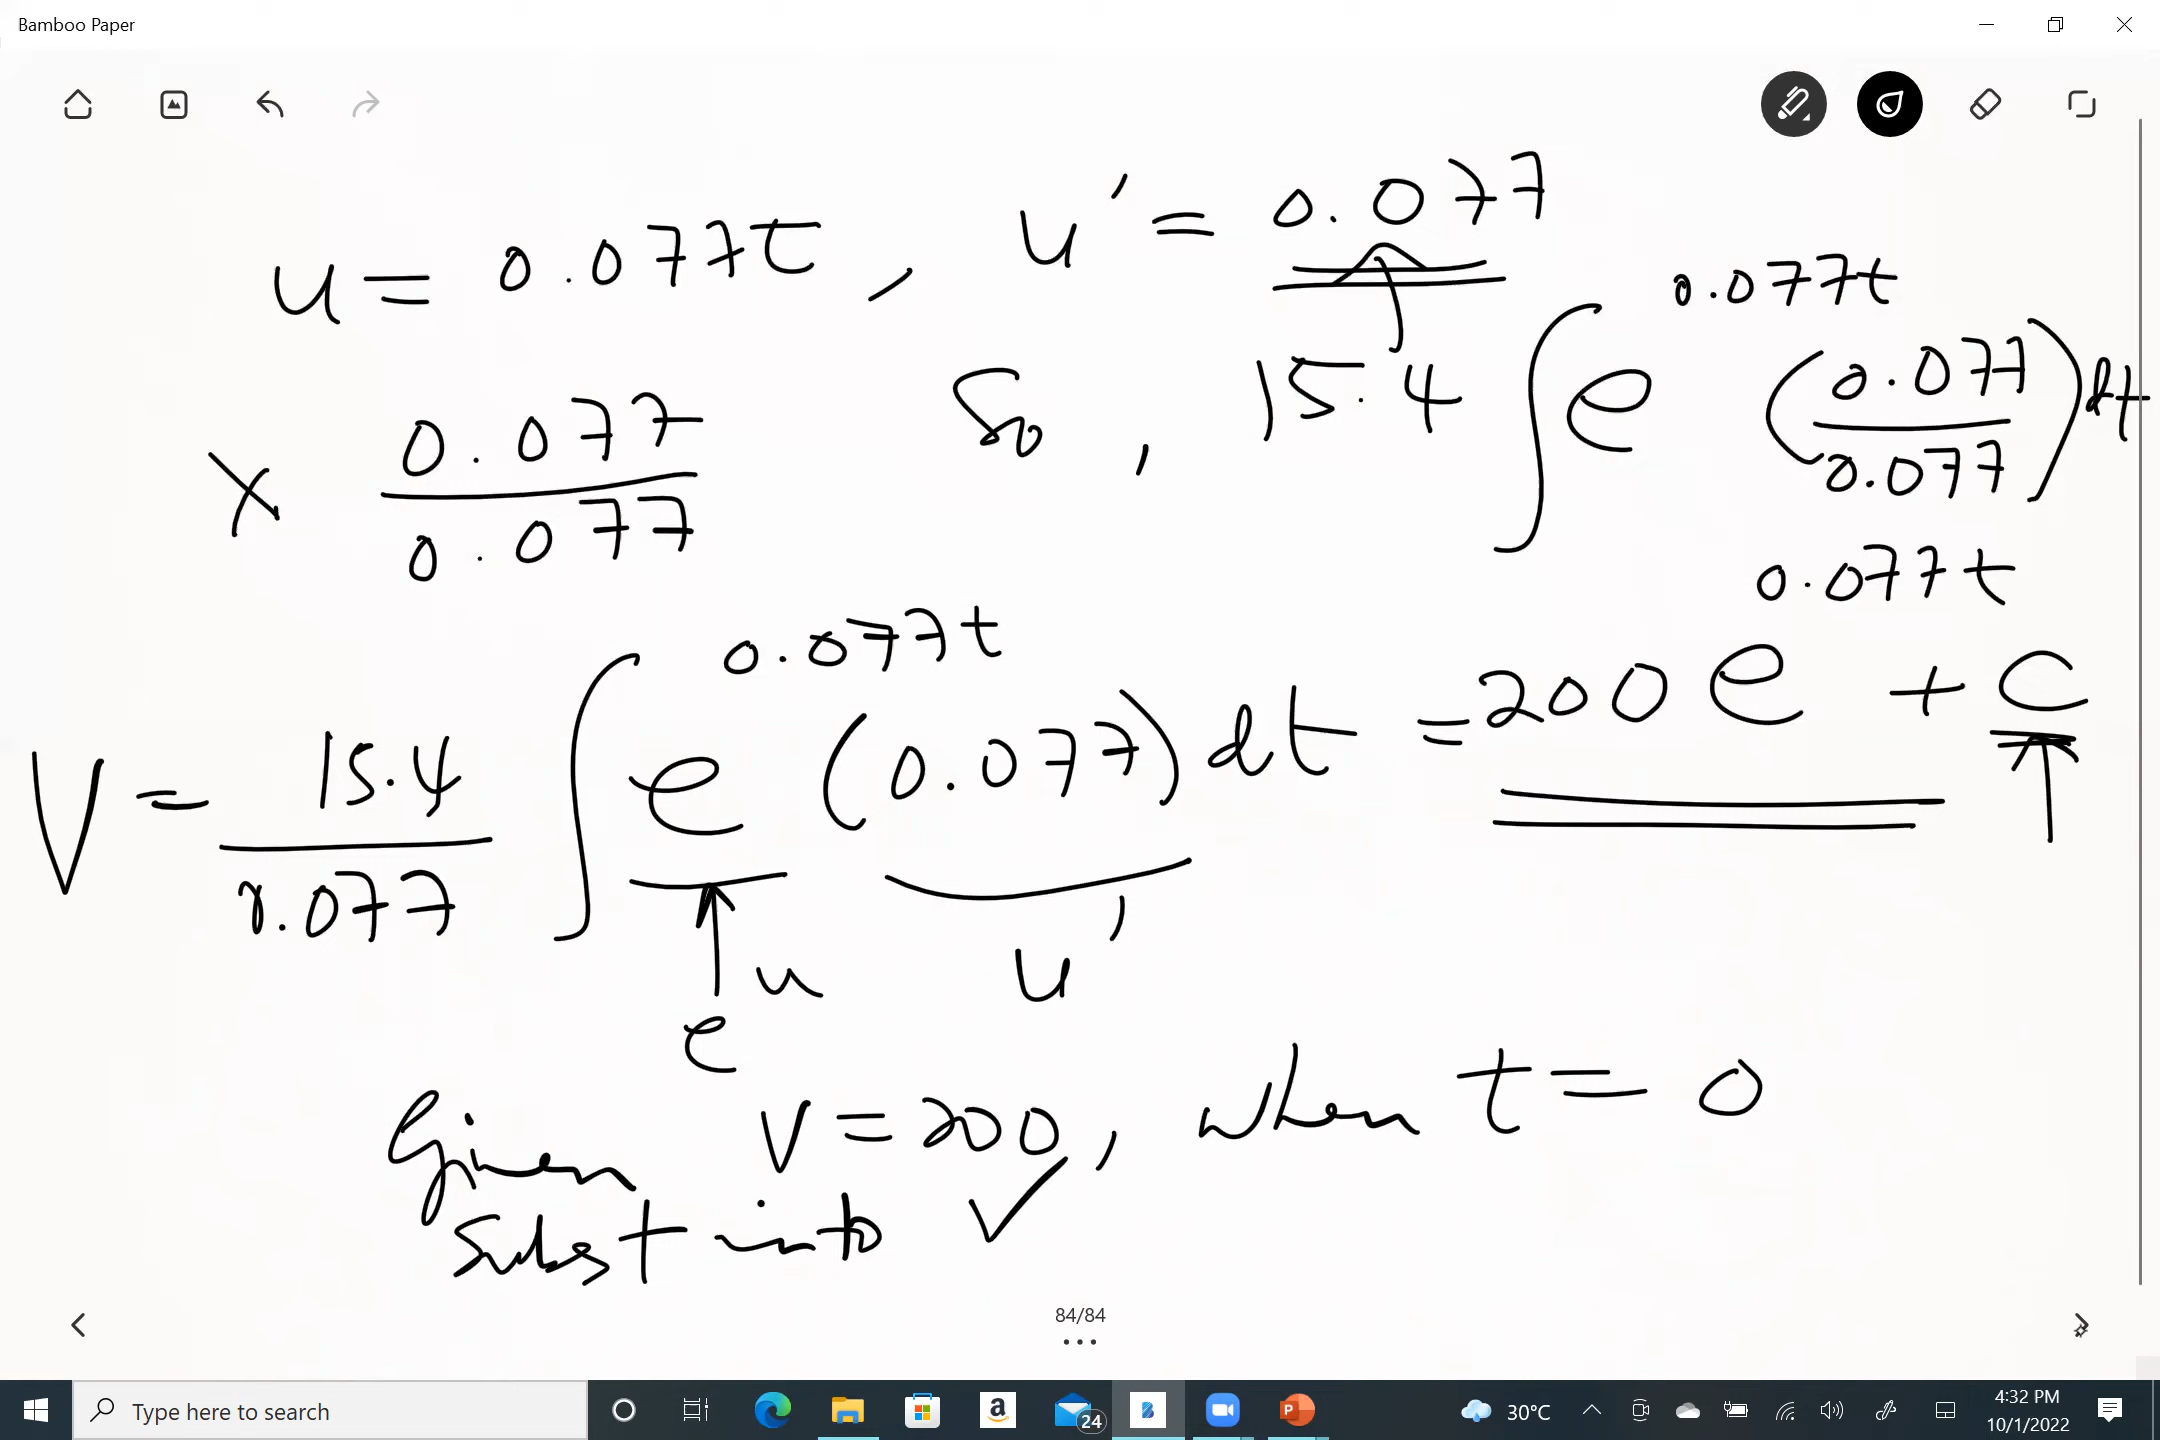 Bamboo Paper
u = 0.077t , u' = 0.077
× 0.077/0.077 So , 15.4 ∫ e^0.077t (0.077/0.077) dt
V = 15.4/0.077 ∫ e^0.077t (0.077) dt = 200 e^0.077t + C
e^u u'
Given V = 200 , when t = 0
Subst into V
84/84
Type here to search
a
24
B
P
30°C
4:32 PM
10/1/2022